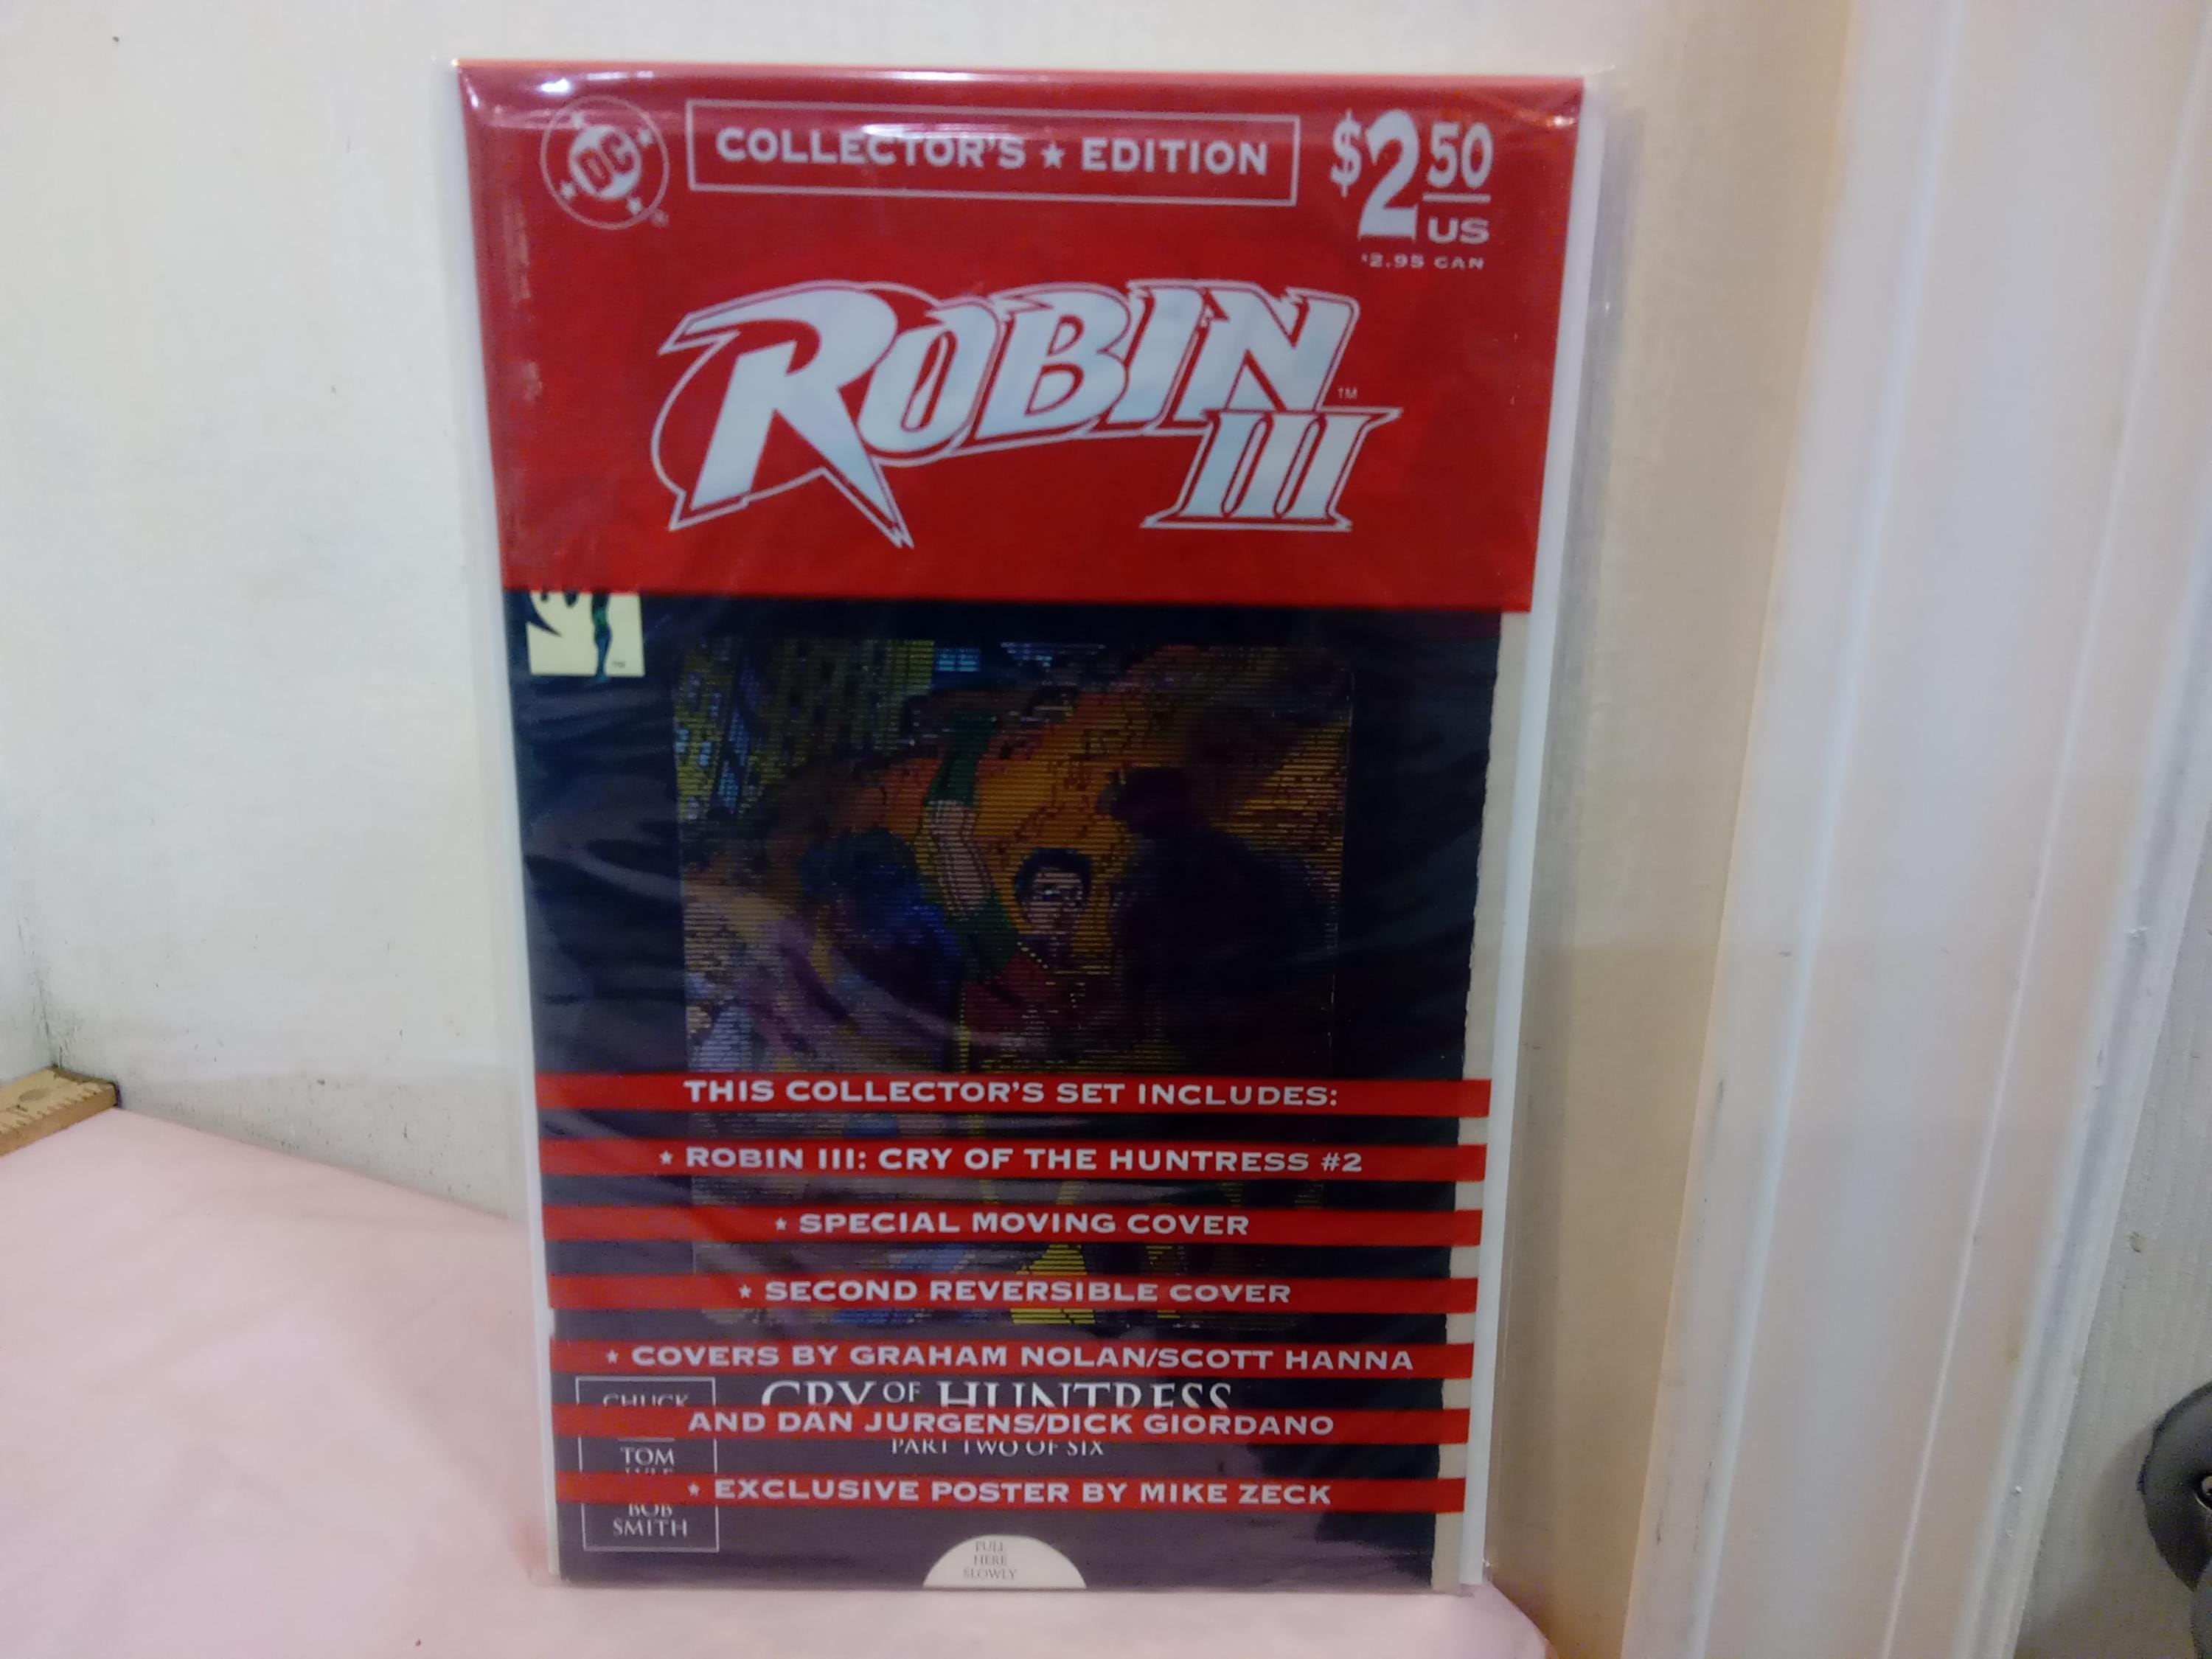 DC
COLLECTOR'S ★ EDITION
$2.50
US
$2.95 CAN
ROBIN
III
THIS COLLECTOR'S SET INCLUDES:
★ ROBIN III: CRY OF THE HUNTRESS #2
★ SPECIAL MOVING COVER
★ SECOND REVERSIBLE COVER
★ COVERS BY GRAHAM NOLAN/SCOTT HANNA
CHUCK
CRY OF HUNTRESS
AND DAN JURGENS/DICK GIORDANO
TOM
PART TWO OF SIX
★ EXCLUSIVE POSTER BY MIKE ZECK
BOB
SMITH
PULL
HERE
SLOWLY